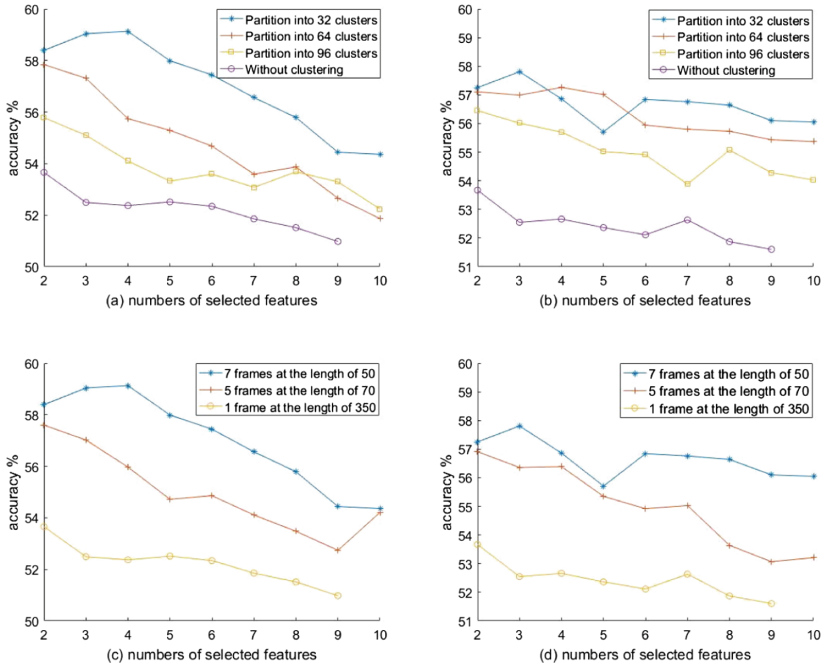 60
58
56
54
52
50
accuracy %
2 3 4 5 6 7 8 9 10
(a) numbers of selected features
Partition into 32 clusters
Partition into 64 clusters
Partition into 96 clusters
Without clustering
60
59
58
57
56
55
54
53
52
51
accuracy %
2 3 4 5 6 7 8 9 10
(b) numbers of selected features
Partition into 32 clusters
Partition into 64 clusters
Partition into 96 clusters
Without clustering
60
58
56
54
52
50
accuracy %
2 3 4 5 6 7 8 9 10
(c) numbers of selected features
7 frames at the length of 50
5 frames at the length of 70
1 frame at the length of 350
60
59
58
57
56
55
54
53
52
51
accuracy %
2 3 4 5 6 7 8 9 10
(d) numbers of selected features
7 frames at the length of 50
5 frames at the length of 70
1 frame at the length of 350